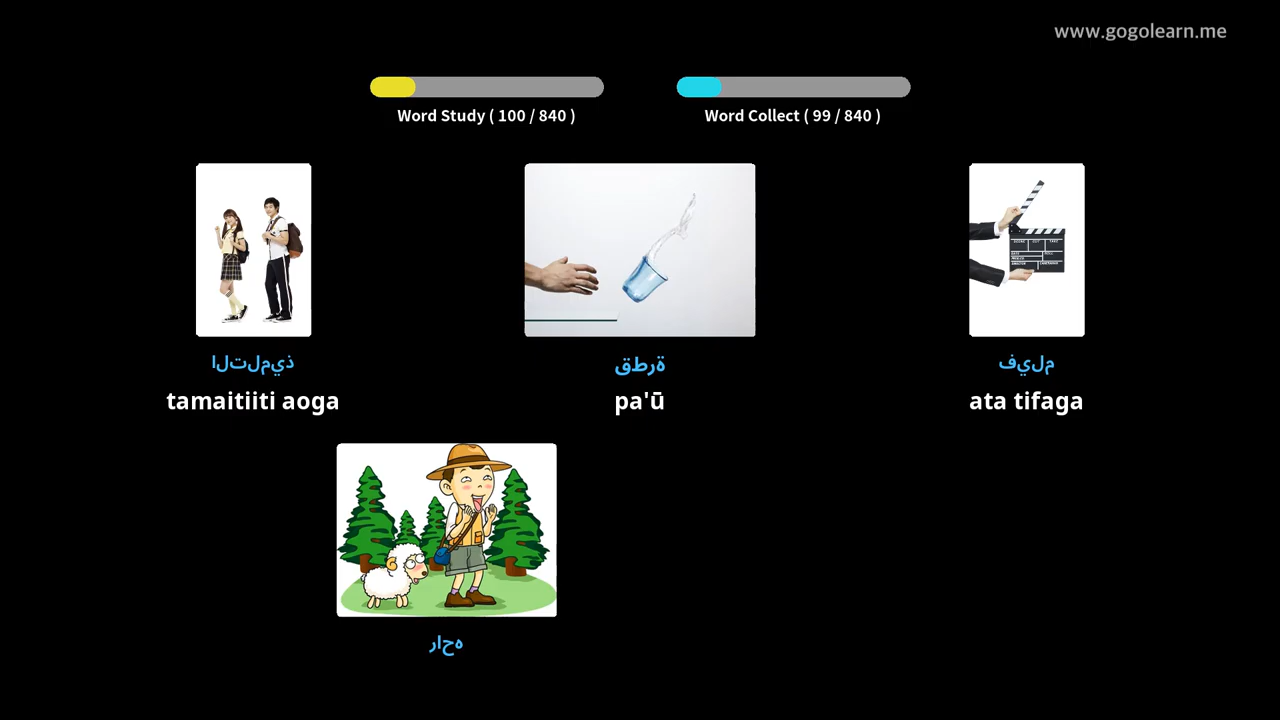 www.gogolearn.me
Word Study ( 100 / 840 )
Word Collect ( 99 / 840 )
التلميذ
tamaitiiti aoga
قطرة
pa'ū
فيلم
ata tifaga
راحه